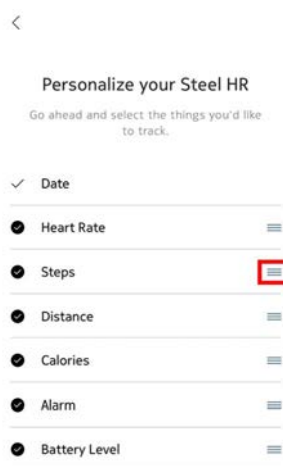 Personalize your Steel HR
Go ahead and select the things you'd like
to track.
Date
Heart Rate
Steps
Distance
Calories
Alarm
Battery Level